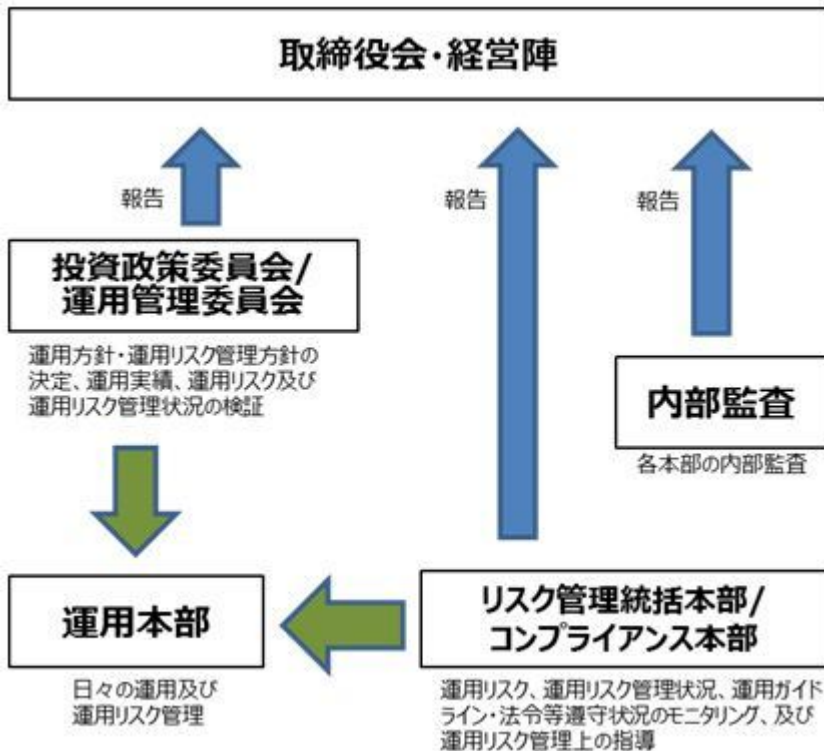 取締役会・経営陣
報告
報告
報告
投資政策委員会/
運用管理委員会
運用方針・運用リスク管理方針の
決定、運用実績、運用リスク及び
運用リスク管理状況の検証
内部監査
各本部の内部監査
運用本部
日々の運用及び
運用リスク管理
リスク管理統括本部/
コンプライアンス本部
運用リスク、運用リスク管理状況、運用ガイド
ライン・法令等遵守状況のモニタリング、及び
運用リスク管理上の指導